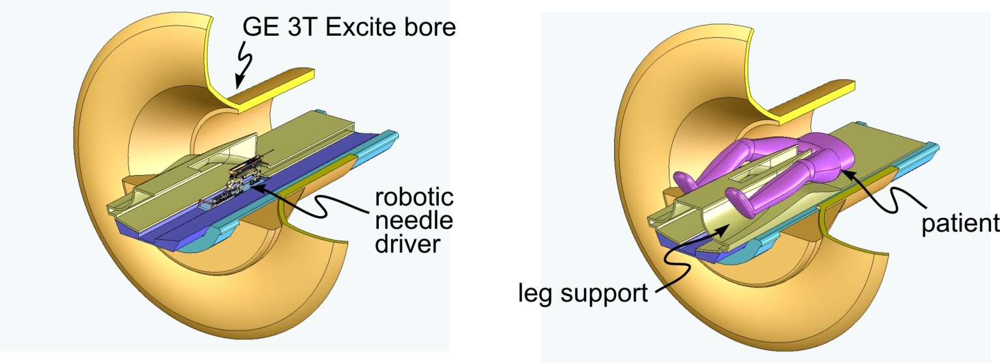 GE 3T Excite bore
robotic
needle
driver
patient
leg support